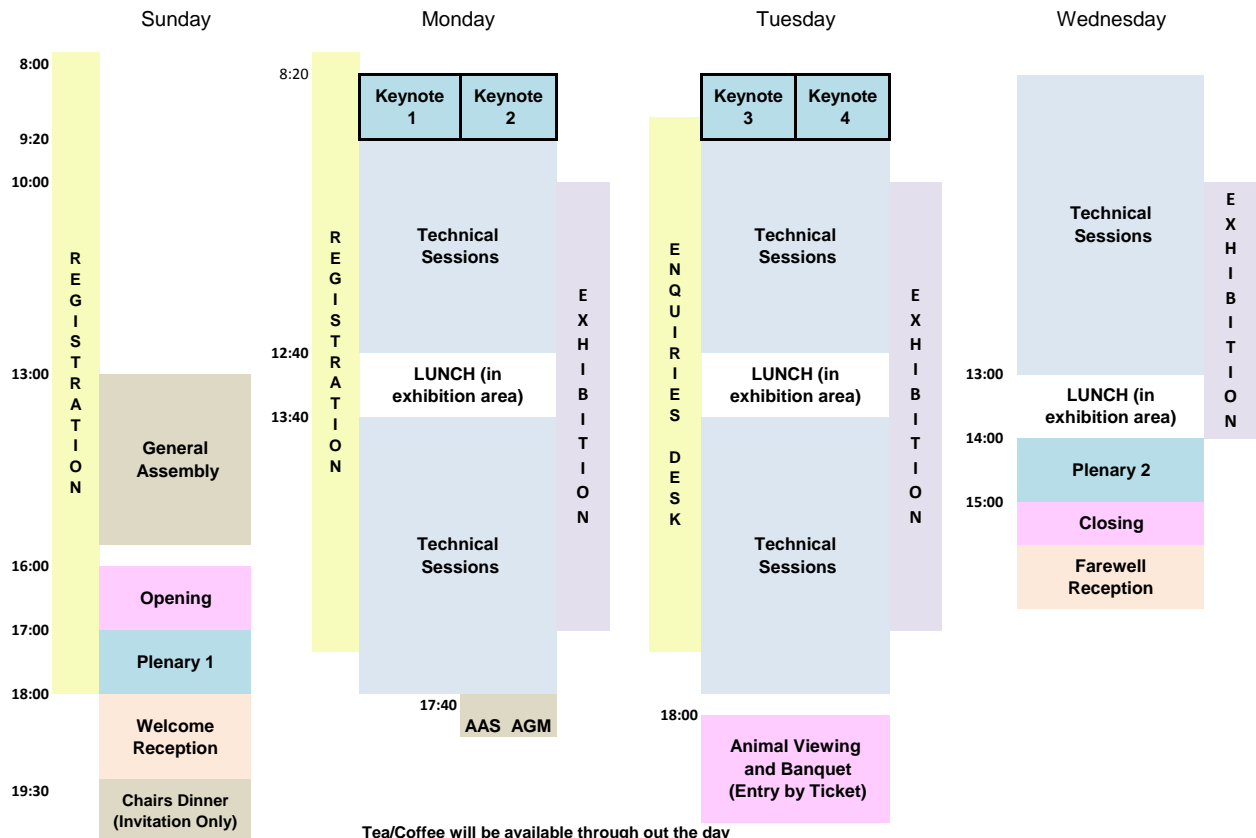 Sunday
Monday
Tuesday
Wednesday
8:00
9:20
10:00
13:00
16:00
17:00
18:00
19:30
REGISTRATION
General
Assembly
Opening
Plenary 1
Welcome
Reception
Chairs Dinner
(Invitation Only)
8:20
12:40
13:40
17:40
REGISTRATION
Keynote
1
Keynote
2
Technical
Sessions
LUNCH (in
exhibition area)
Technical
Sessions
AAS AGM
EXHIBITION
ENQUIRIES DESK
Keynote
3
Keynote
4
Technical
Sessions
LUNCH (in
exhibition area)
Technical
Sessions
18:00
Animal Viewing
and Banquet
(Entry by Ticket)
EXHIBITION
13:00
14:00
15:00
Technical
Sessions
LUNCH (in
exhibition area)
Plenary 2
Closing
Farewell
Reception
EXHIBITION
Tea/Coffee will be available through out the day